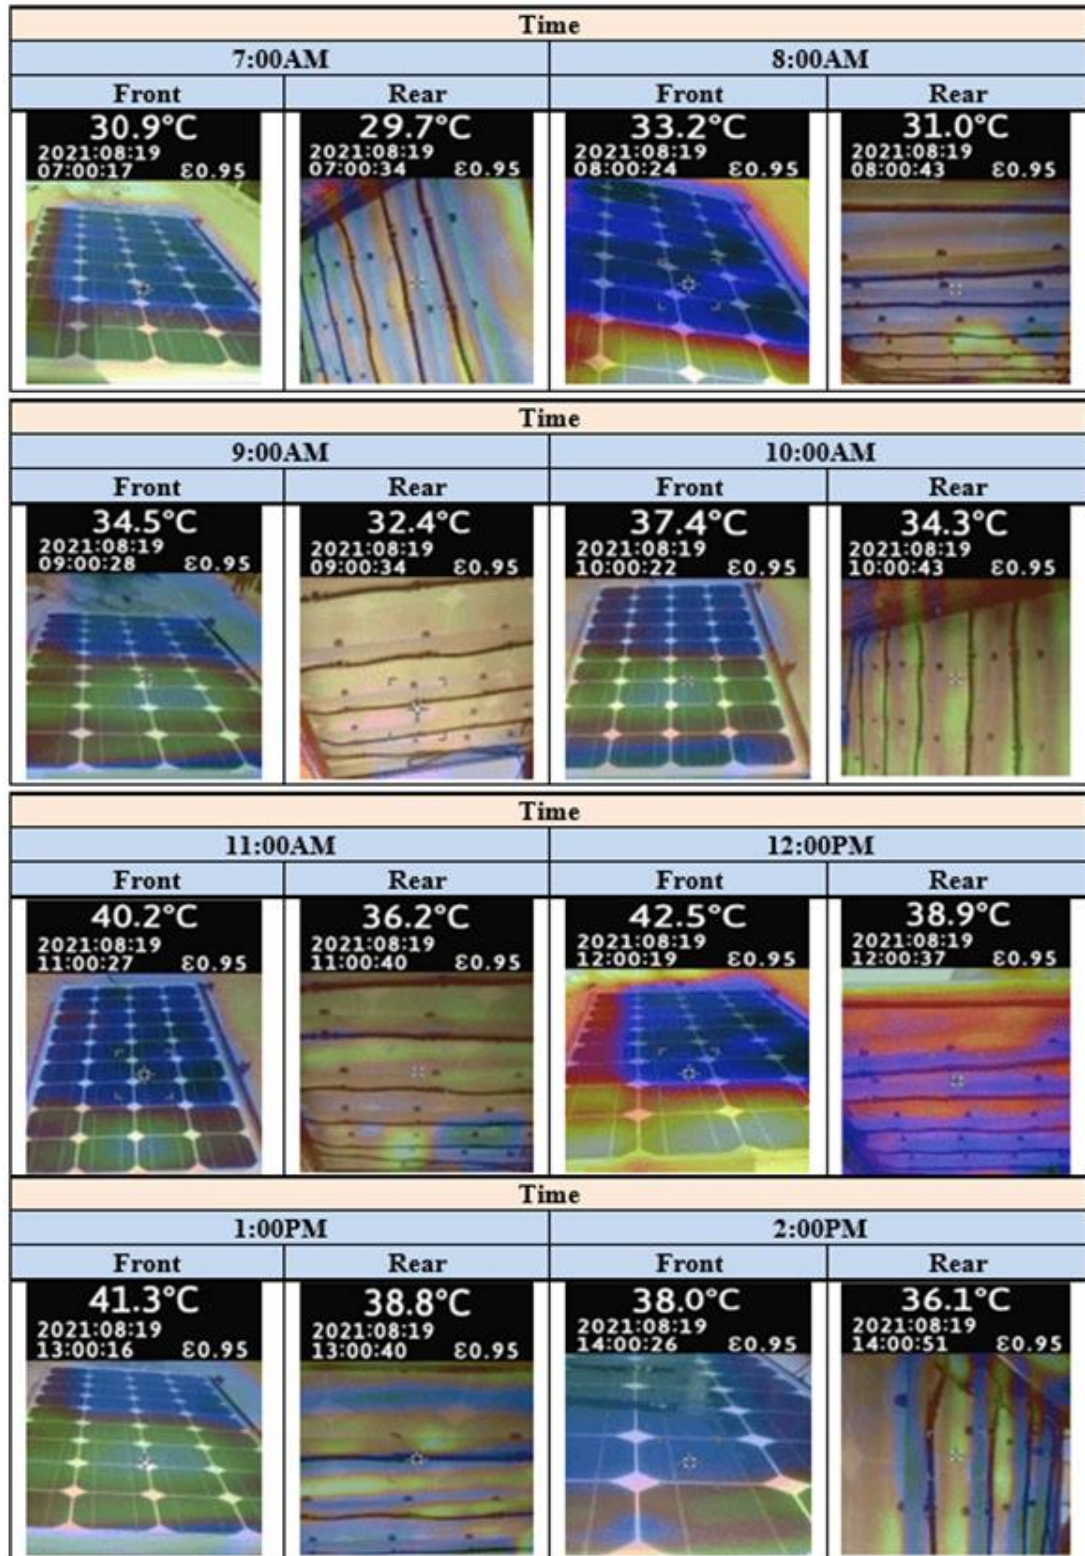 Time
7:00AM 8:00AM
Front Rear Front Rear
30.9°C 29.7°C 33.2°C 31.0°C
2021:08:19 2021:08:19 2021:08:19 2021:08:19
07:00:17 ε0.95 07:00:34 ε0.95 08:00:24 ε0.95 08:00:43 ε0.95
Time
9:00AM 10:00AM
Front Rear Front Rear
34.5°C 32.4°C 37.4°C 34.3°C
2021:08:19 2021:08:19 2021:08:19 2021:08:19
09:00:28 ε0.95 09:00:34 ε0.95 10:00:22 ε0.95 10:00:43 ε0.95
Time
11:00AM 12:00PM
Front Rear Front Rear
40.2°C 36.2°C 42.5°C 38.9°C
2021:08:19 2021:08:19 2021:08:19 2021:08:19
11:00:27 ε0.95 11:00:40 ε0.95 12:00:19 ε0.95 12:00:37 ε0.95
Time
1:00PM 2:00PM
Front Rear Front Rear
41.3°C 38.8°C 38.0°C 36.1°C
2021:08:19 2021:08:19 2021:08:19 2021:08:19
13:00:16 ε0.95 13:00:40 ε0.95 14:00:26 ε0.95 14:00:51 ε0.95